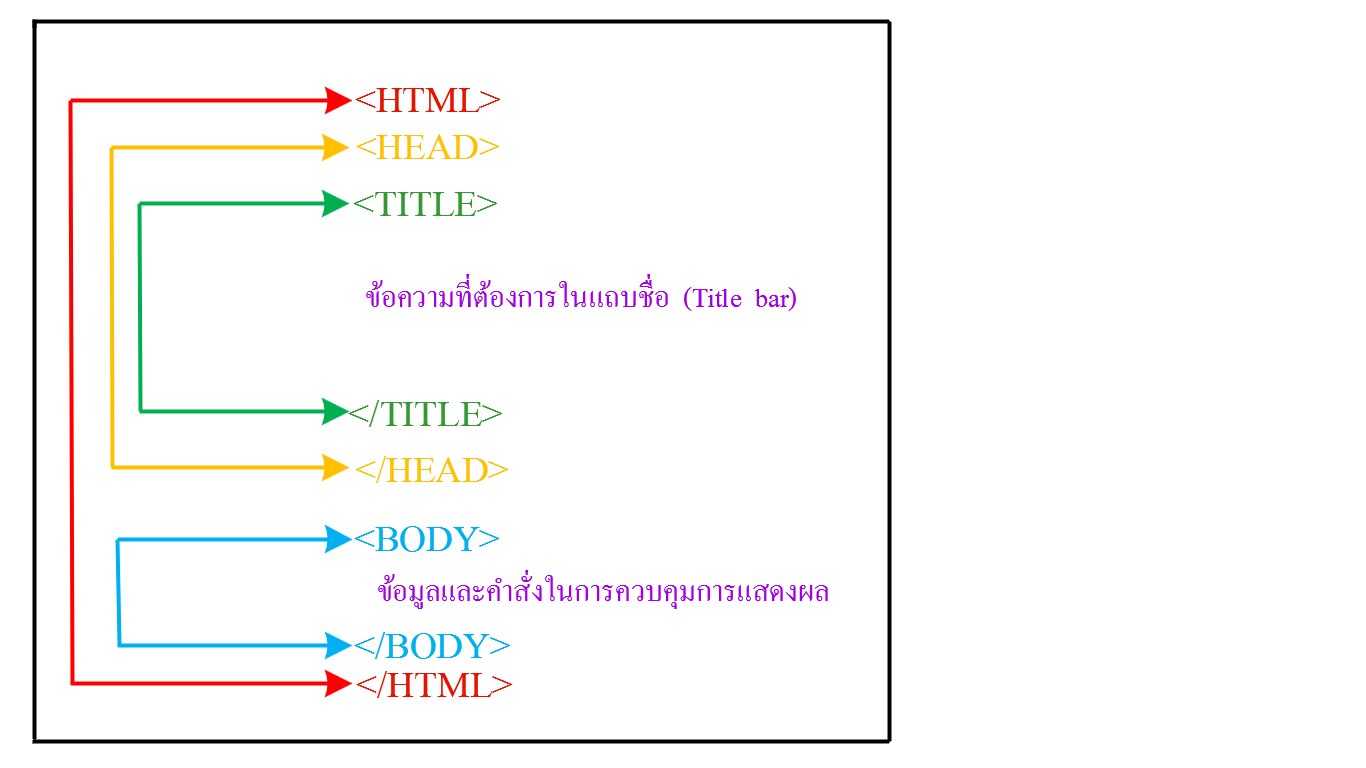 <HTML>
<HEAD>
<TITLE>
ข้อความที่ต้องการในแถบชื่อ (Title bar)
</TITLE>
</HEAD>
<BODY>
ข้อมูลและคำสั่งในการควบคุมการแสดงผล
</BODY>
</HTML>